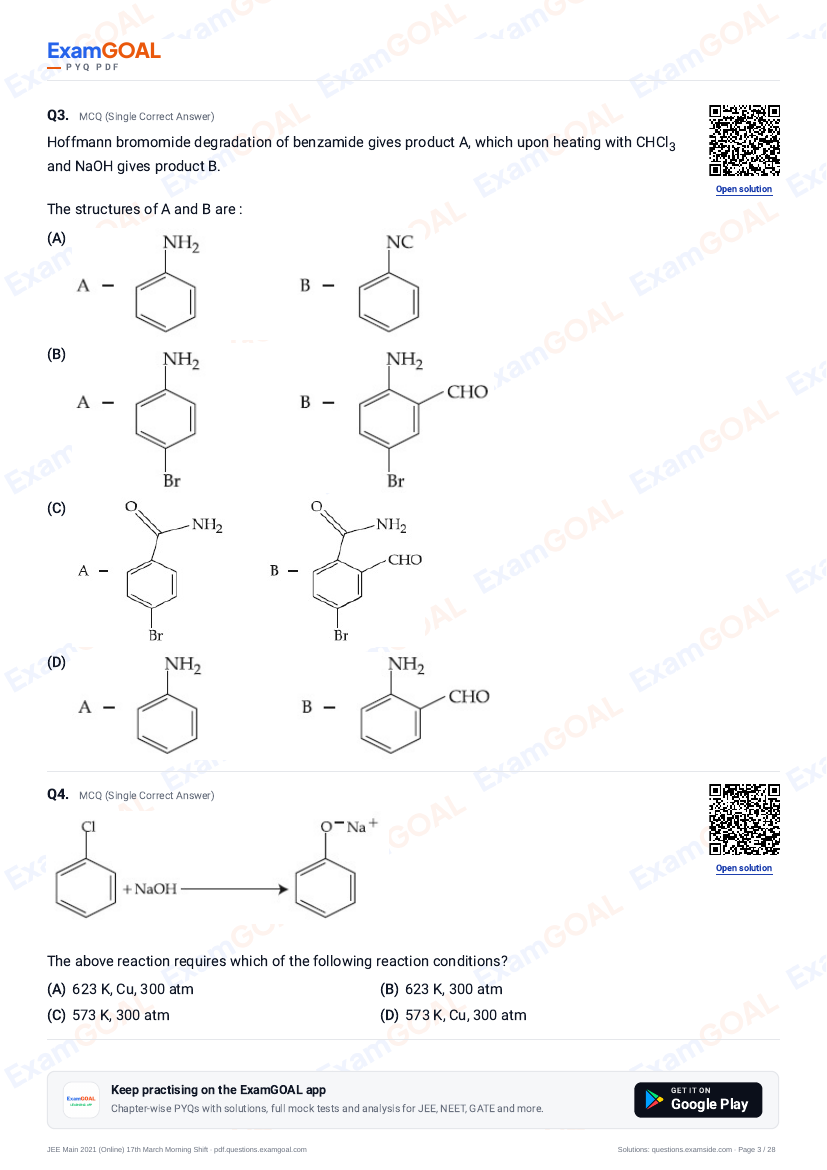 ExamGOAL
PYQ PDF
Q3. MCQ (Single Correct Answer)
Hoffmann bromomide degradation of benzamide gives product A, which upon heating with CHCl3
and NaOH gives product B.
Open solution
The structures of A and B are :
(A)
NH2
NC
A –
B –
(B)
NH2
NH2
CHO
A –
B –
Br
Br
(C)
O
NH2
O
NH2
CHO
A –
B –
Br
Br
(D)
NH2
NH2
CHO
A –
B –
Q4. MCQ (Single Correct Answer)
Cl
O–Na+
+NaOH
Open solution
The above reaction requires which of the following reaction conditions?
(A) 623 K, Cu, 300 atm
(B) 623 K, 300 atm
(C) 573 K, 300 atm
(D) 573 K, Cu, 300 atm
ExamGOAL
Keep practising on the ExamGOAL app
Chapter-wise PYQs with solutions, full mock tests and analysis for JEE, NEET, GATE and more.
GET IT ON
Google Play
JEE Main 2021 (Online) 17th March Morning Shift · pdf.questions.examgoal.com
Solutions: questions.examside.com · Page 3 / 28